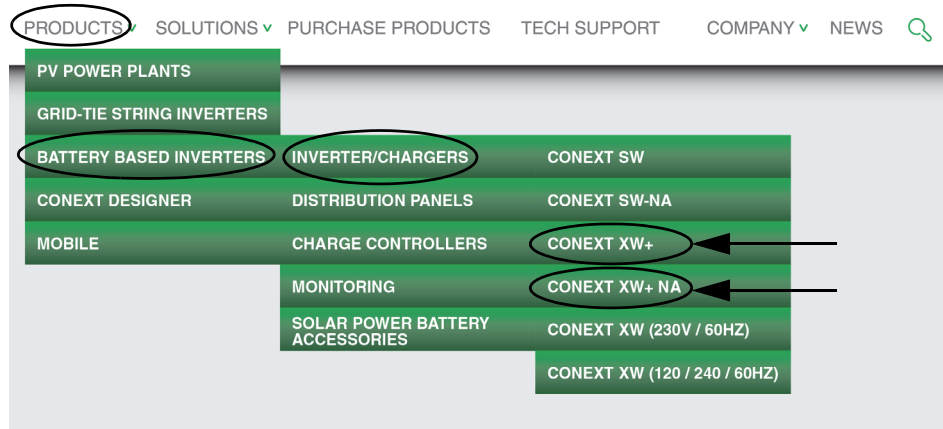 PRODUCTS SOLUTIONS PURCHASE PRODUCTS TECH SUPPORT COMPANY NEWS
PV POWER PLANTS
GRID-TIE STRING INVERTERS
BATTERY BASED INVERTERS
CONEXT DESIGNER
MOBILE
INVERTER/CHARGERS
DISTRIBUTION PANELS
CHARGE CONTROLLERS
MONITORING
SOLAR POWER BATTERY
ACCESSORIES
CONEXT SW
CONEXT SW-NA
CONEXT XW+
CONEXT XW+ NA
CONEXT XW (230V / 60HZ)
CONEXT XW (120 / 240 / 60HZ)